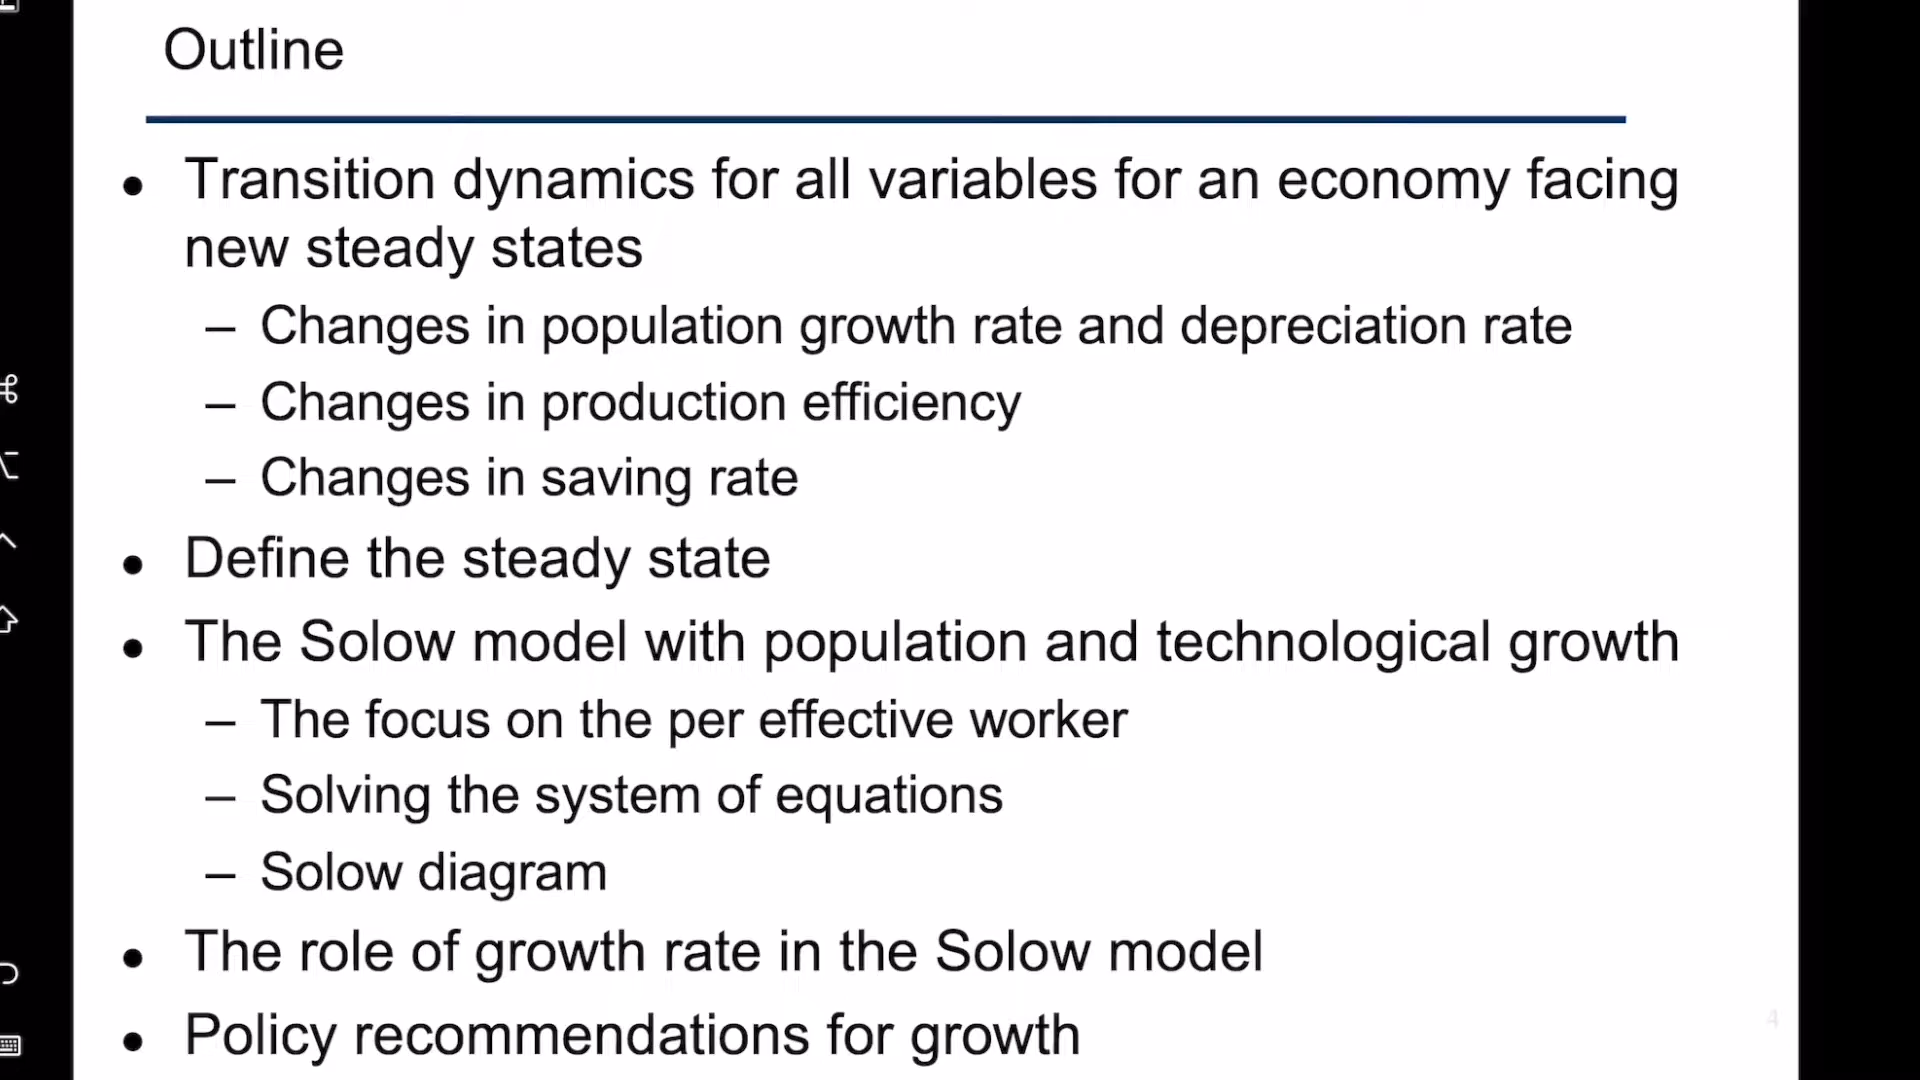 Outline
• Transition dynamics for all variables for an economy facing
new steady states
– Changes in population growth rate and depreciation rate
– Changes in production efficiency
– Changes in saving rate
• Define the steady state
• The Solow model with population and technological growth
– The focus on the per effective worker
– Solving the system of equations
– Solow diagram
• The role of growth rate in the Solow model
• Policy recommendations for growth
4